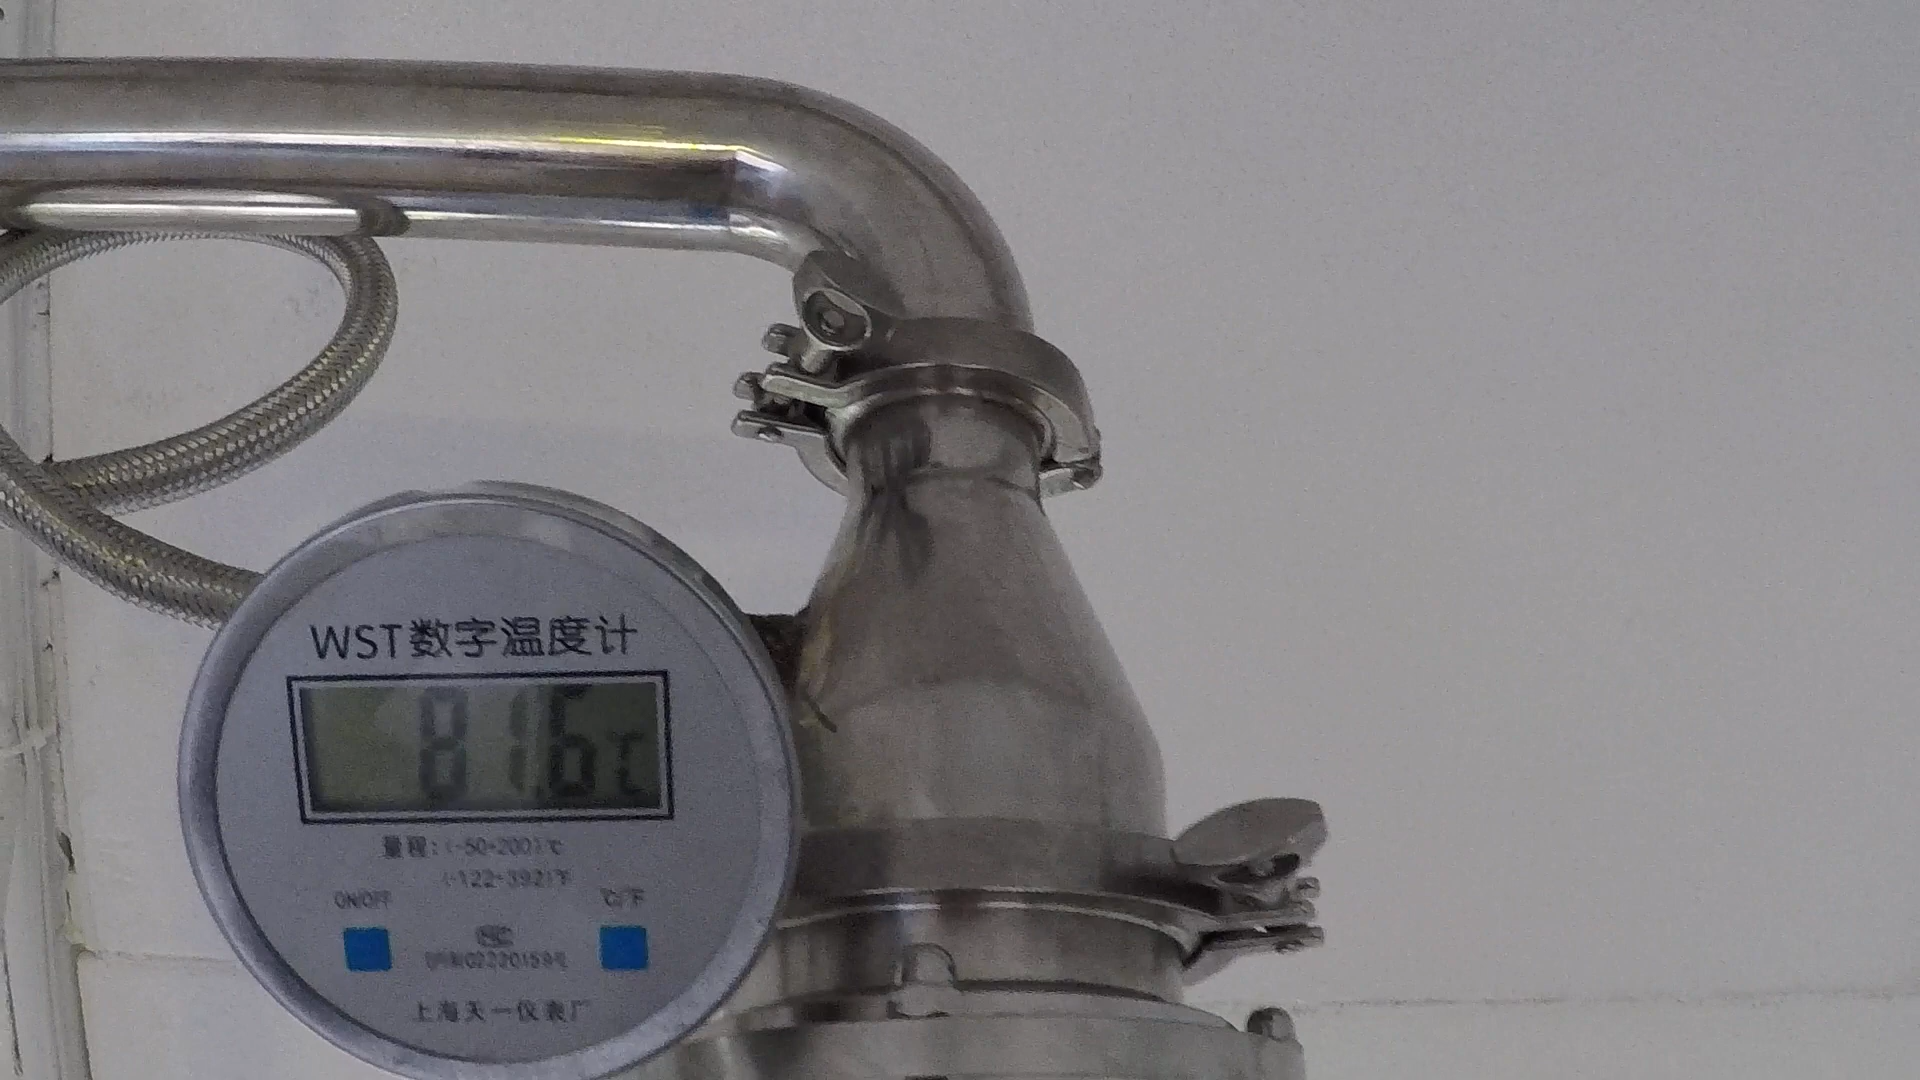 WST数字温度计
81.6℃
量程:(-50-200)℃
(-122-392)℉
ON/OFF
℃/℉
上海天一仪表厂